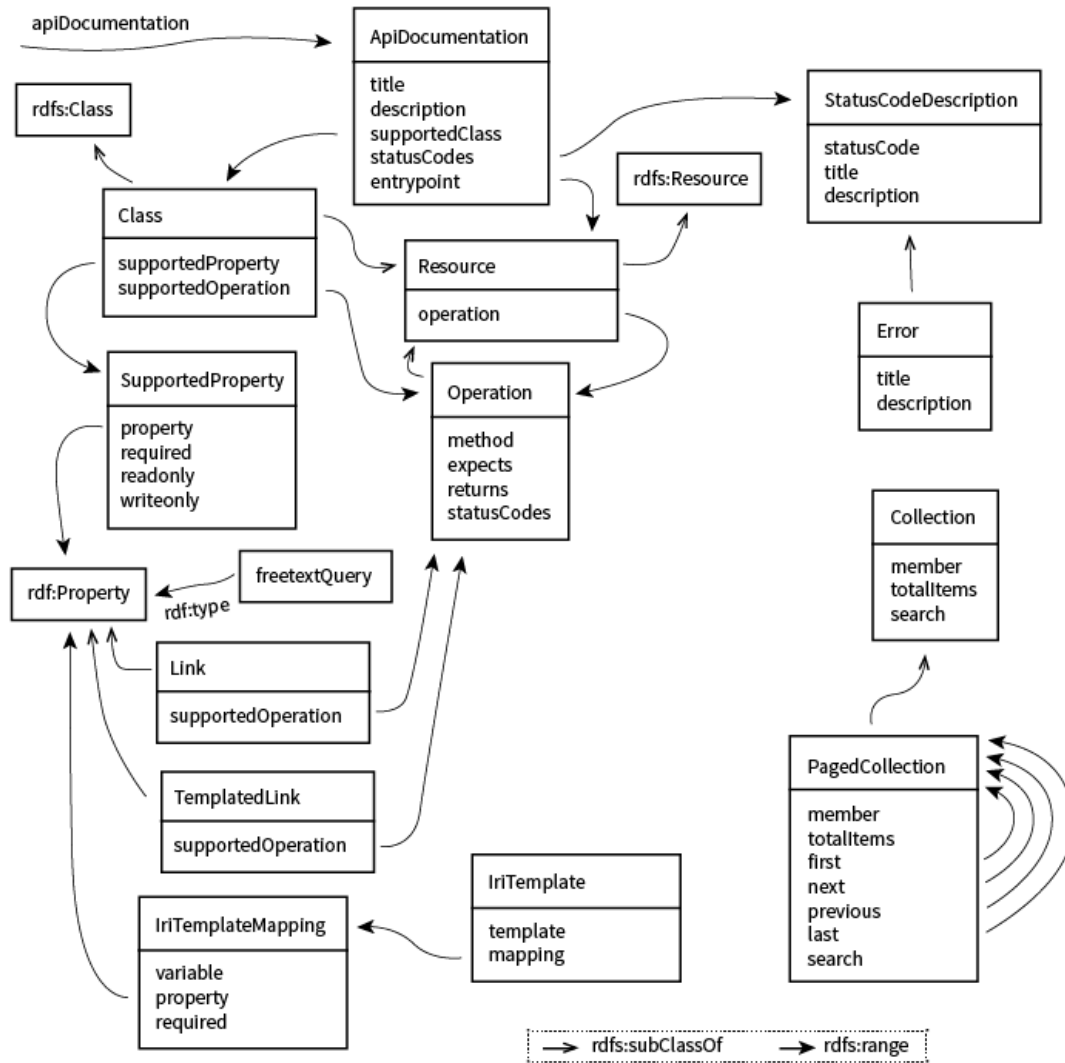 apiDocumentation
ApiDocumentation
title
description
supportedClass
statusCodes
entrypoint
rdfs:Class
StatusCodeDescription
statusCode
title
description
rdfs:Resource
Class
supportedProperty
supportedOperation
Resource
operation
Error
title
description
SupportedProperty
property
required
readonly
writeonly
Operation
method
expects
returns
statusCodes
Collection
member
totalItems
search
rdf:Property
rdf:type
freetextQuery
Link
supportedOperation
TemplatedLink
supportedOperation
PagedCollection
member
totalItems
first
next
previous
last
search
IriTemplate
template
mapping
IriTemplateMapping
variable
property
required
rdfs:subClassOf
rdfs:range